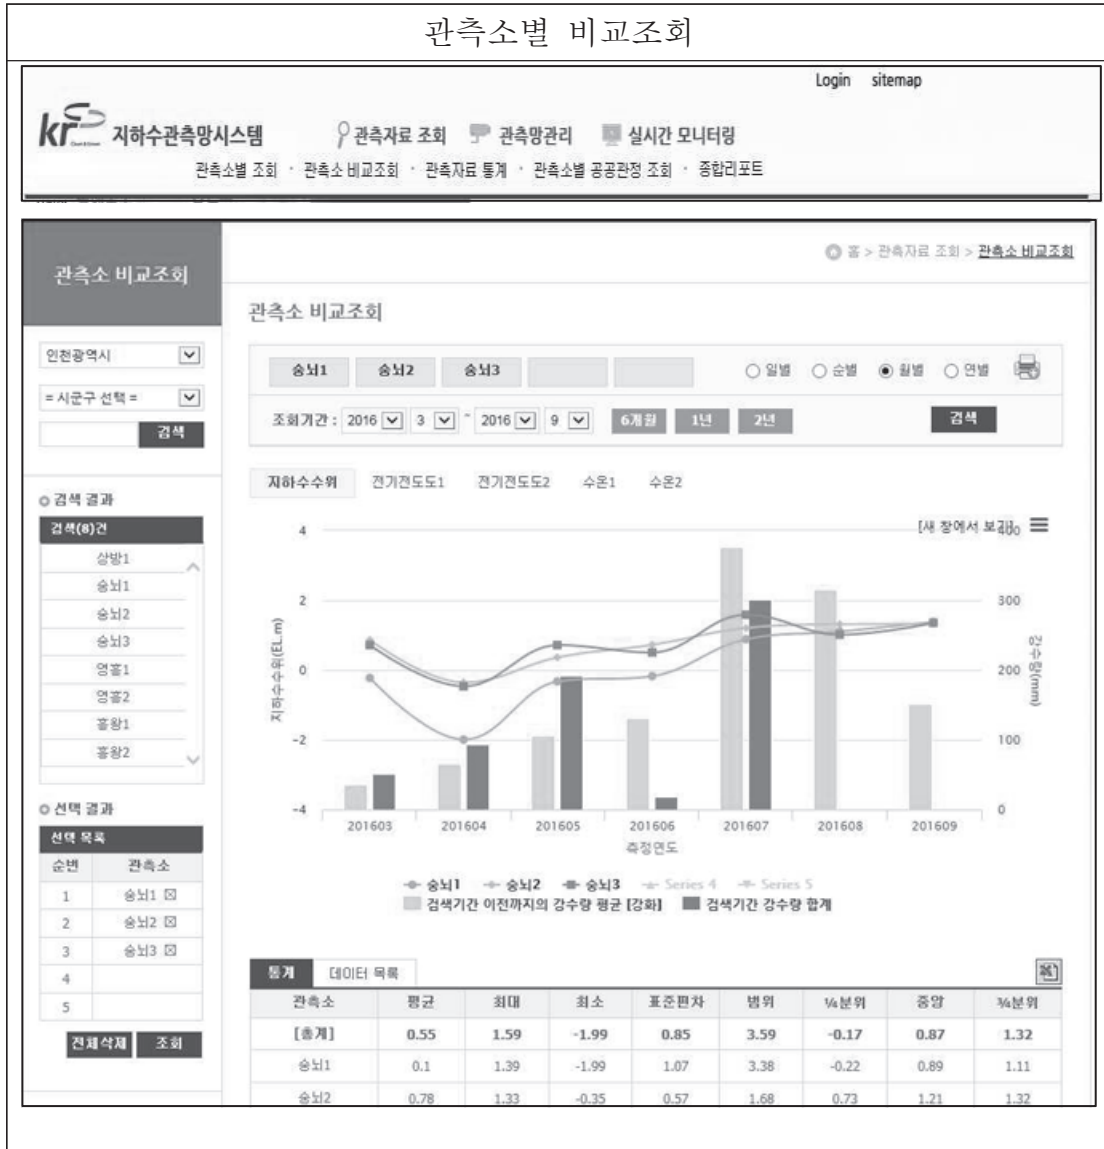 관측소별 비교조회
Login sitemap
kr 지하수관측망시스템 관측자료 조회 관측망관리 실시간 모니터링
관측소별 조회 · 관측소 비교조회 · 관측자료 통계 · 관측소별 공공관정 조회 · 종합리포트
관측소 비교조회
홈 > 관측자료 조회 > 관측소 비교조회
관측소 비교조회
인천광역시
= 시군구 선택 =
검색
숭뇌1 숭뇌2 숭뇌3 일별 순별 월별 연별
조회기간 : 2016 3 ~ 2016 9 6개월 1년 2년 검색
검색 결과
검색(8)건
상방1
숭뇌1
숭뇌2
숭뇌3
영흥1
영흥2
흥왕1
흥왕2
선택 결과
선택 목록
순번 관측소
1 숭뇌1
2 숭뇌2
3 숭뇌3
4
5
전체삭제 조회
지하수수위 전기전도도1 전기전도도2 수온1 수온2
[새 창에서 보기]
지하수수위(EL.m)
4
2
0
-2
-4
400
300
200
100
0
강수량(mm)
201603 201604 201605 201606 201607 201608 201609
측정연도
숭뇌1 숭뇌2 숭뇌3 Series 4 Series 5
검색기간 이전까지의 강수량 평균 [강화] 검색기간 강수량 합계
통계 데이터 목록
관측소 평균 최대 최소 표준편차 범위 ¼분위 중앙 ¾분위
[총계] 0.55 1.59 -1.99 0.85 3.59 -0.17 0.87 1.32
숭뇌1 0.1 1.39 -1.99 1.07 3.38 -0.22 0.89 1.11
숭뇌2 0.78 1.33 -0.35 0.57 1.68 0.73 1.21 1.32